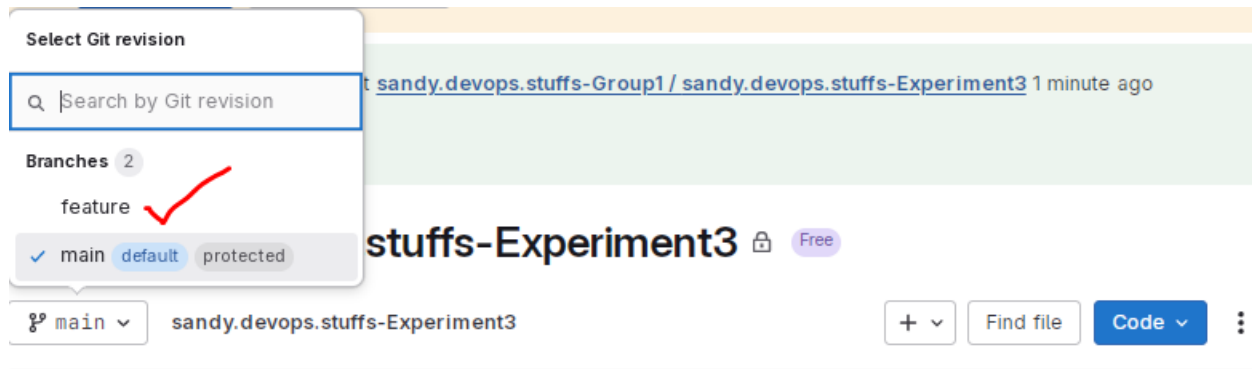 Select Git revision
Search by Git revision
t sandy.devops.stuffs-Group1 / sandy.devops.stuffs-Experiment3 1 minute ago
Branches 2
feature
main default protected
stuffs-Experiment3 Free
main sandy.devops.stuffs-Experiment3 + Find file Code